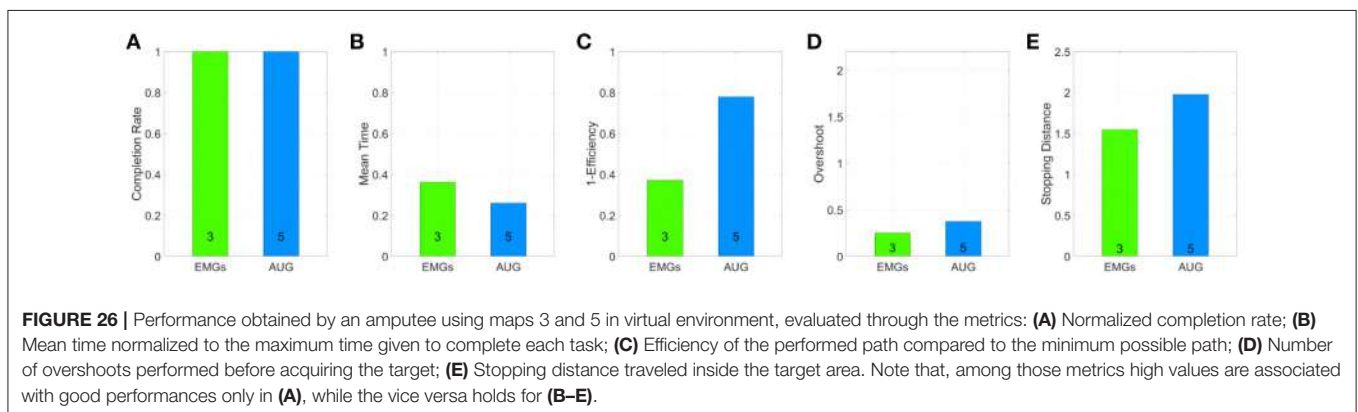 A B C D E
1 1 1 2.5
2
0.8 0.8 0.8 2
1.5
0.6 0.6 0.6 1.5
Completion Rate Mean Time 1-Efficiency Overshoot Stopping Distance
1
0.4 0.4 0.4 1
0.5
0.2 0.2 0.2 0.5
3 5 3 5 3 5 3 5 3 5
0 0 0 0 0
EMGs AUG EMGs AUG EMGs AUG EMGs AUG EMGs AUG
FIGURE 26 | Performance obtained by an amputee using maps 3 and 5 in virtual environment, evaluated through the metrics: (A) Normalized completion rate; (B)
Mean time normalized to the maximum time given to complete each task; (C) Efficiency of the performed path compared to the minimum possible path; (D) Number
of overshoots performed before acquiring the target; (E) Stopping distance traveled inside the target area. Note that, among those metrics high values are associated
with good performances only in (A), while the vice versa holds for (B–E).